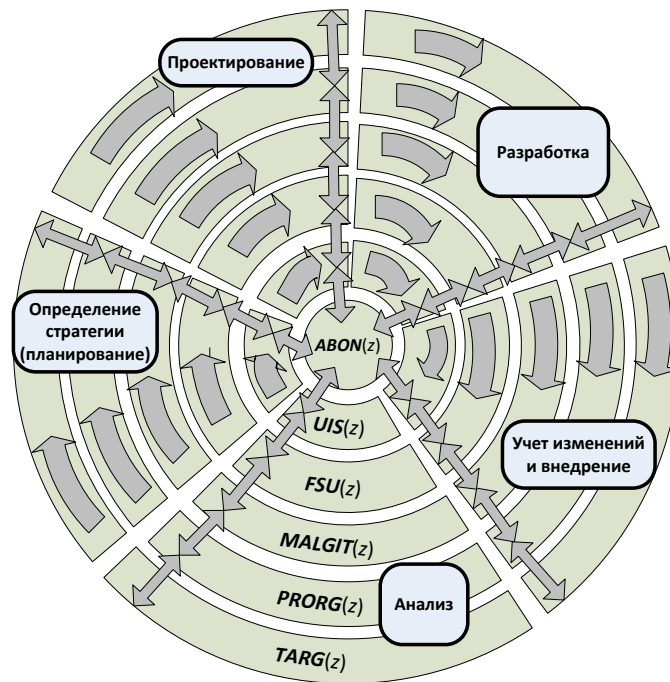 Проектирование
Разработка
Определение
стратегии
(планирование)
ABON(z)
UIS(z)
Учет изменений
и внедрение
FSU(z)
MALGIT(z)
PRORG(z)
Анализ
TARG(z)